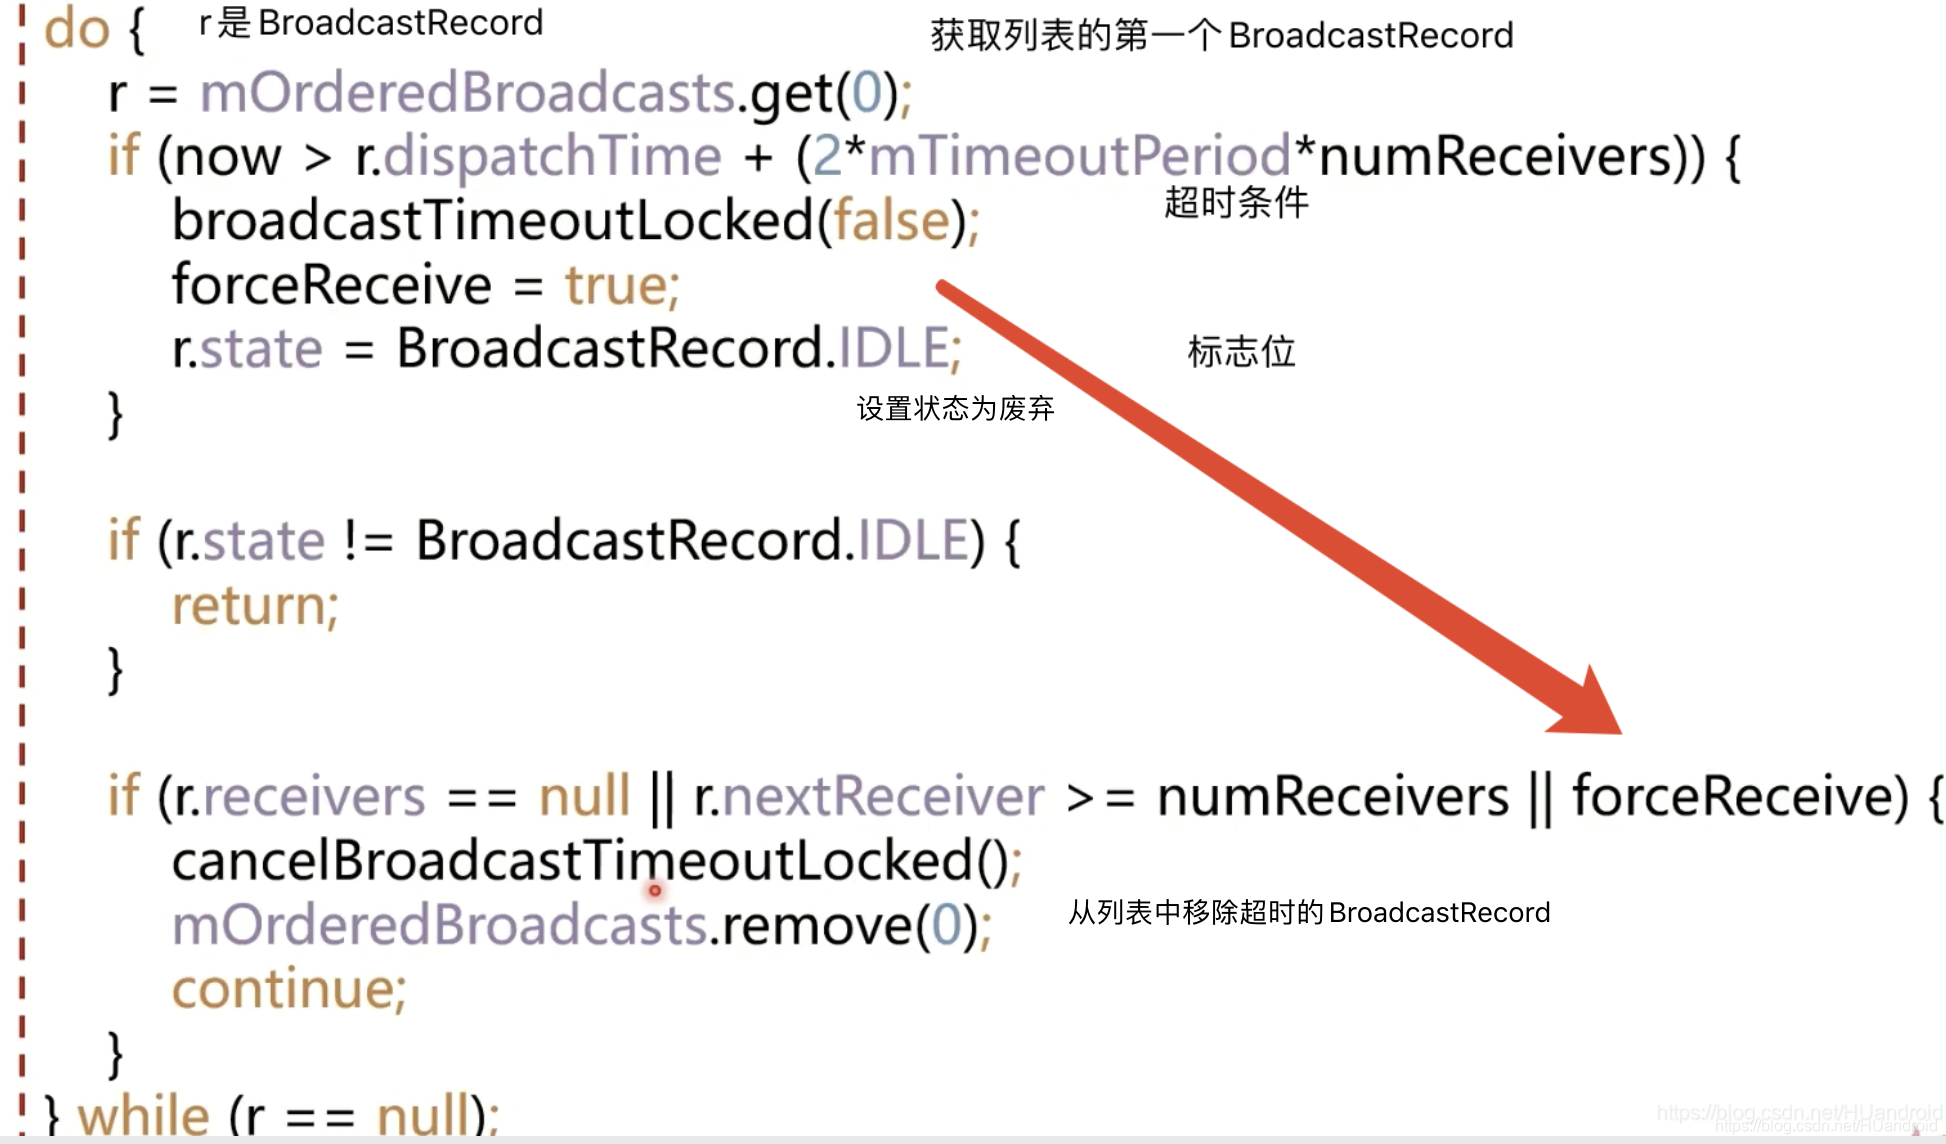 do { r是BroadcastRecord 获取列表的第一个BroadcastRecord
r = mOrderedBroadcasts.get(0);
if (now > r.dispatchTime + (2*mTimeoutPeriod*numReceivers)) {
超时条件
broadcastTimeoutLocked(false);
forceReceive = true;
r.state = BroadcastRecord.IDLE; 标志位
} 设置状态为废弃
if (r.state != BroadcastRecord.IDLE) {
return;
}
if (r.receivers == null || r.nextReceiver >= numReceivers || forceReceive) {
cancelBroadcastTimeoutLocked();
mOrderedBroadcasts.remove(0); 从列表中移除超时的BroadcastRecord
continue;
}
} while (r == null);
https://blog.csdn.net/HUandroid
https://blog.csdn.net/HUandroid